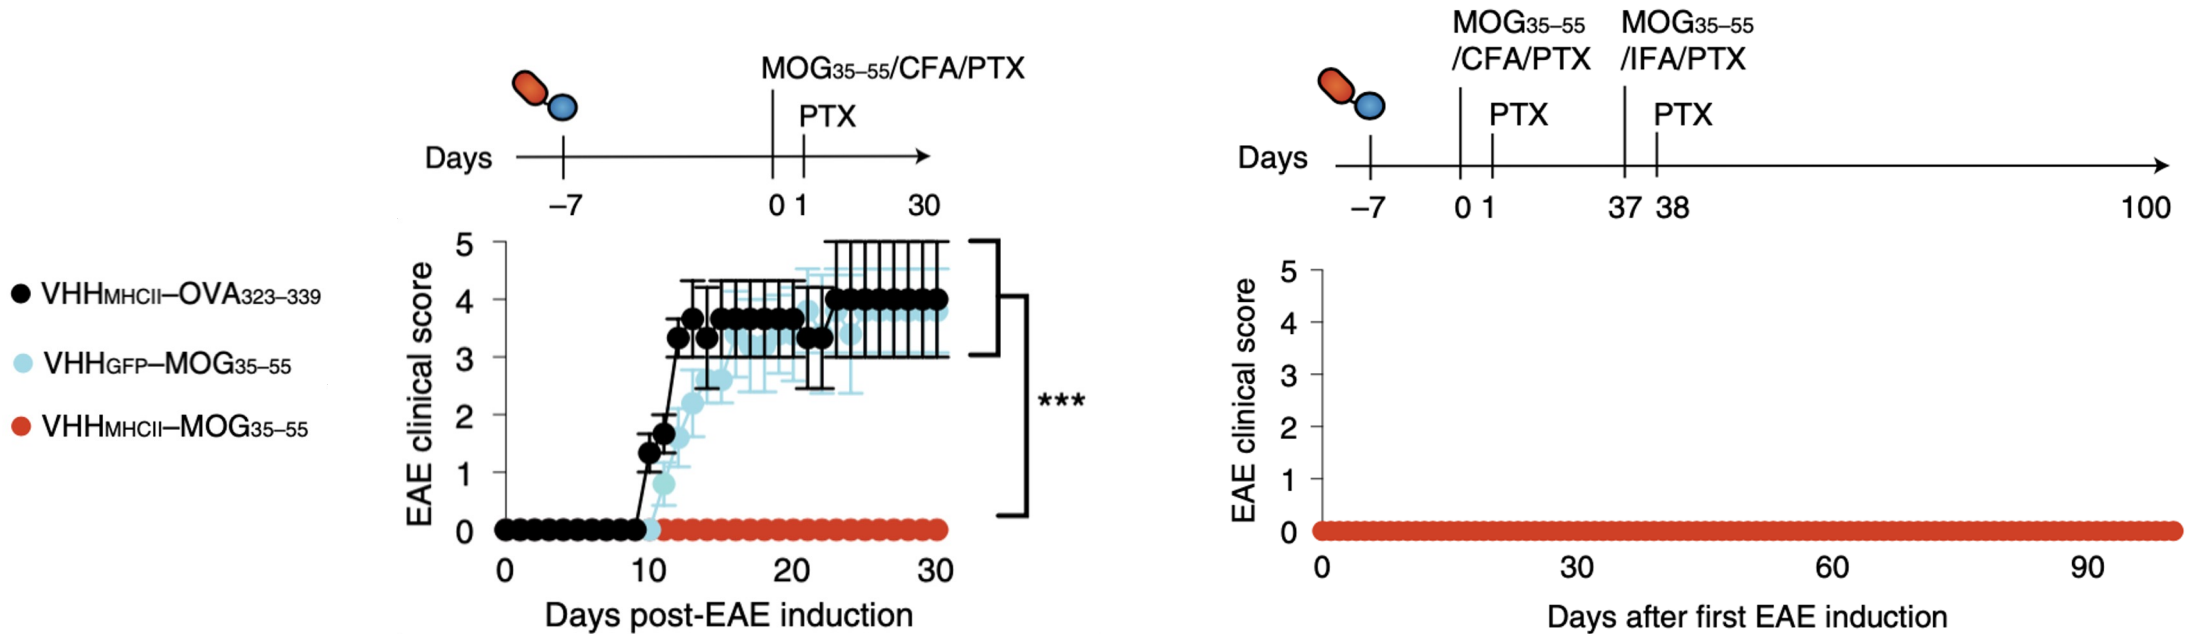 MOG35–55/CFA/PTX
PTX
Days
–7
0 1
30
VHHMHCII–OVA323–339
VHHGFP–MOG35–55
VHHMHCII–MOG35–55
EAE clinical score
5
4
3
2
1
0
***
0 10 20 30
Days post-EAE induction
MOG35–55 MOG35–55
/CFA/PTX /IFA/PTX
PTX PTX
Days
–7 0 1 37 38 100
EAE clinical score
5
4
3
2
1
0
0 30 60 90
Days after first EAE induction